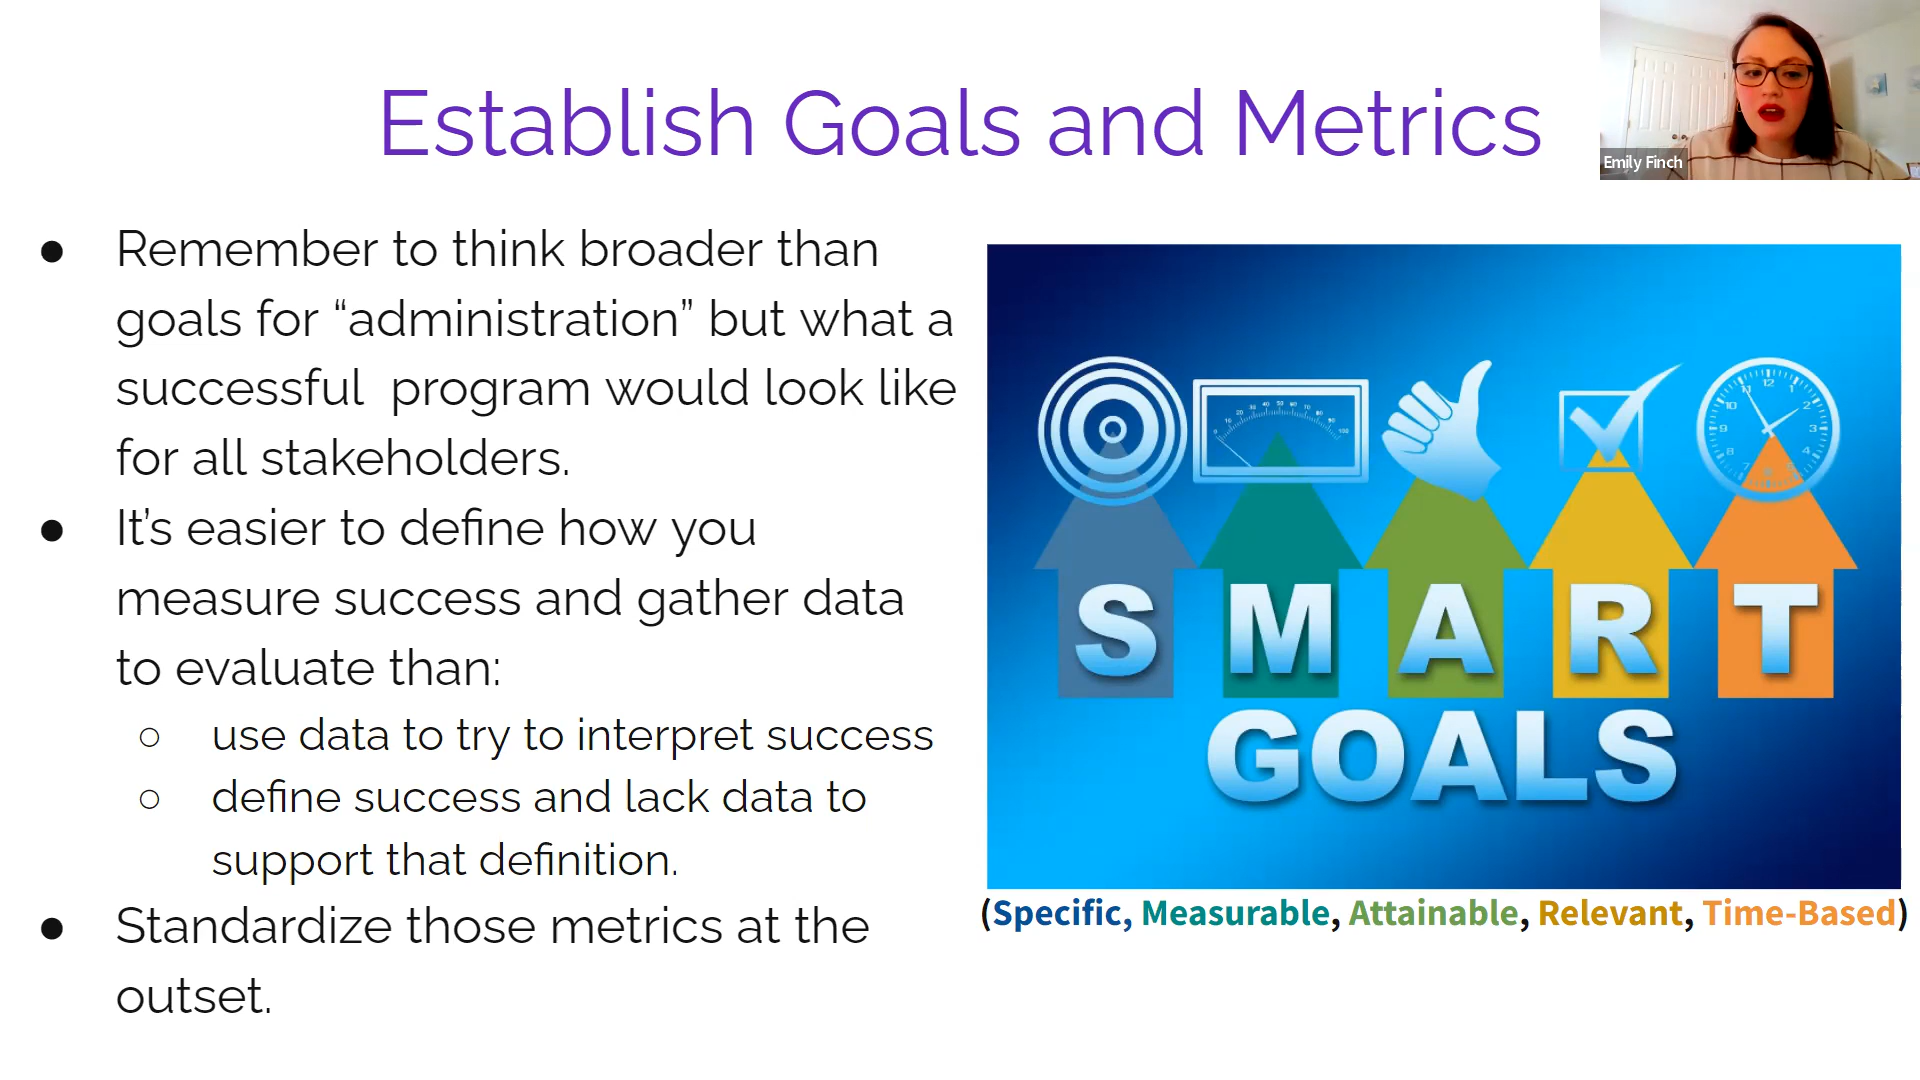 Establish Goals and Metrics
Emily Finch
● Remember to think broader than
goals for “administration” but what a
successful program would look like
for all stakeholders.
● It’s easier to define how you
measure success and gather data
to evaluate than:
○ use data to try to interpret success
○ define success and lack data to
support that definition.
● Standardize those metrics at the
outset.
S M A R T
GOALS
(Specific, Measurable, Attainable, Relevant, Time-Based)